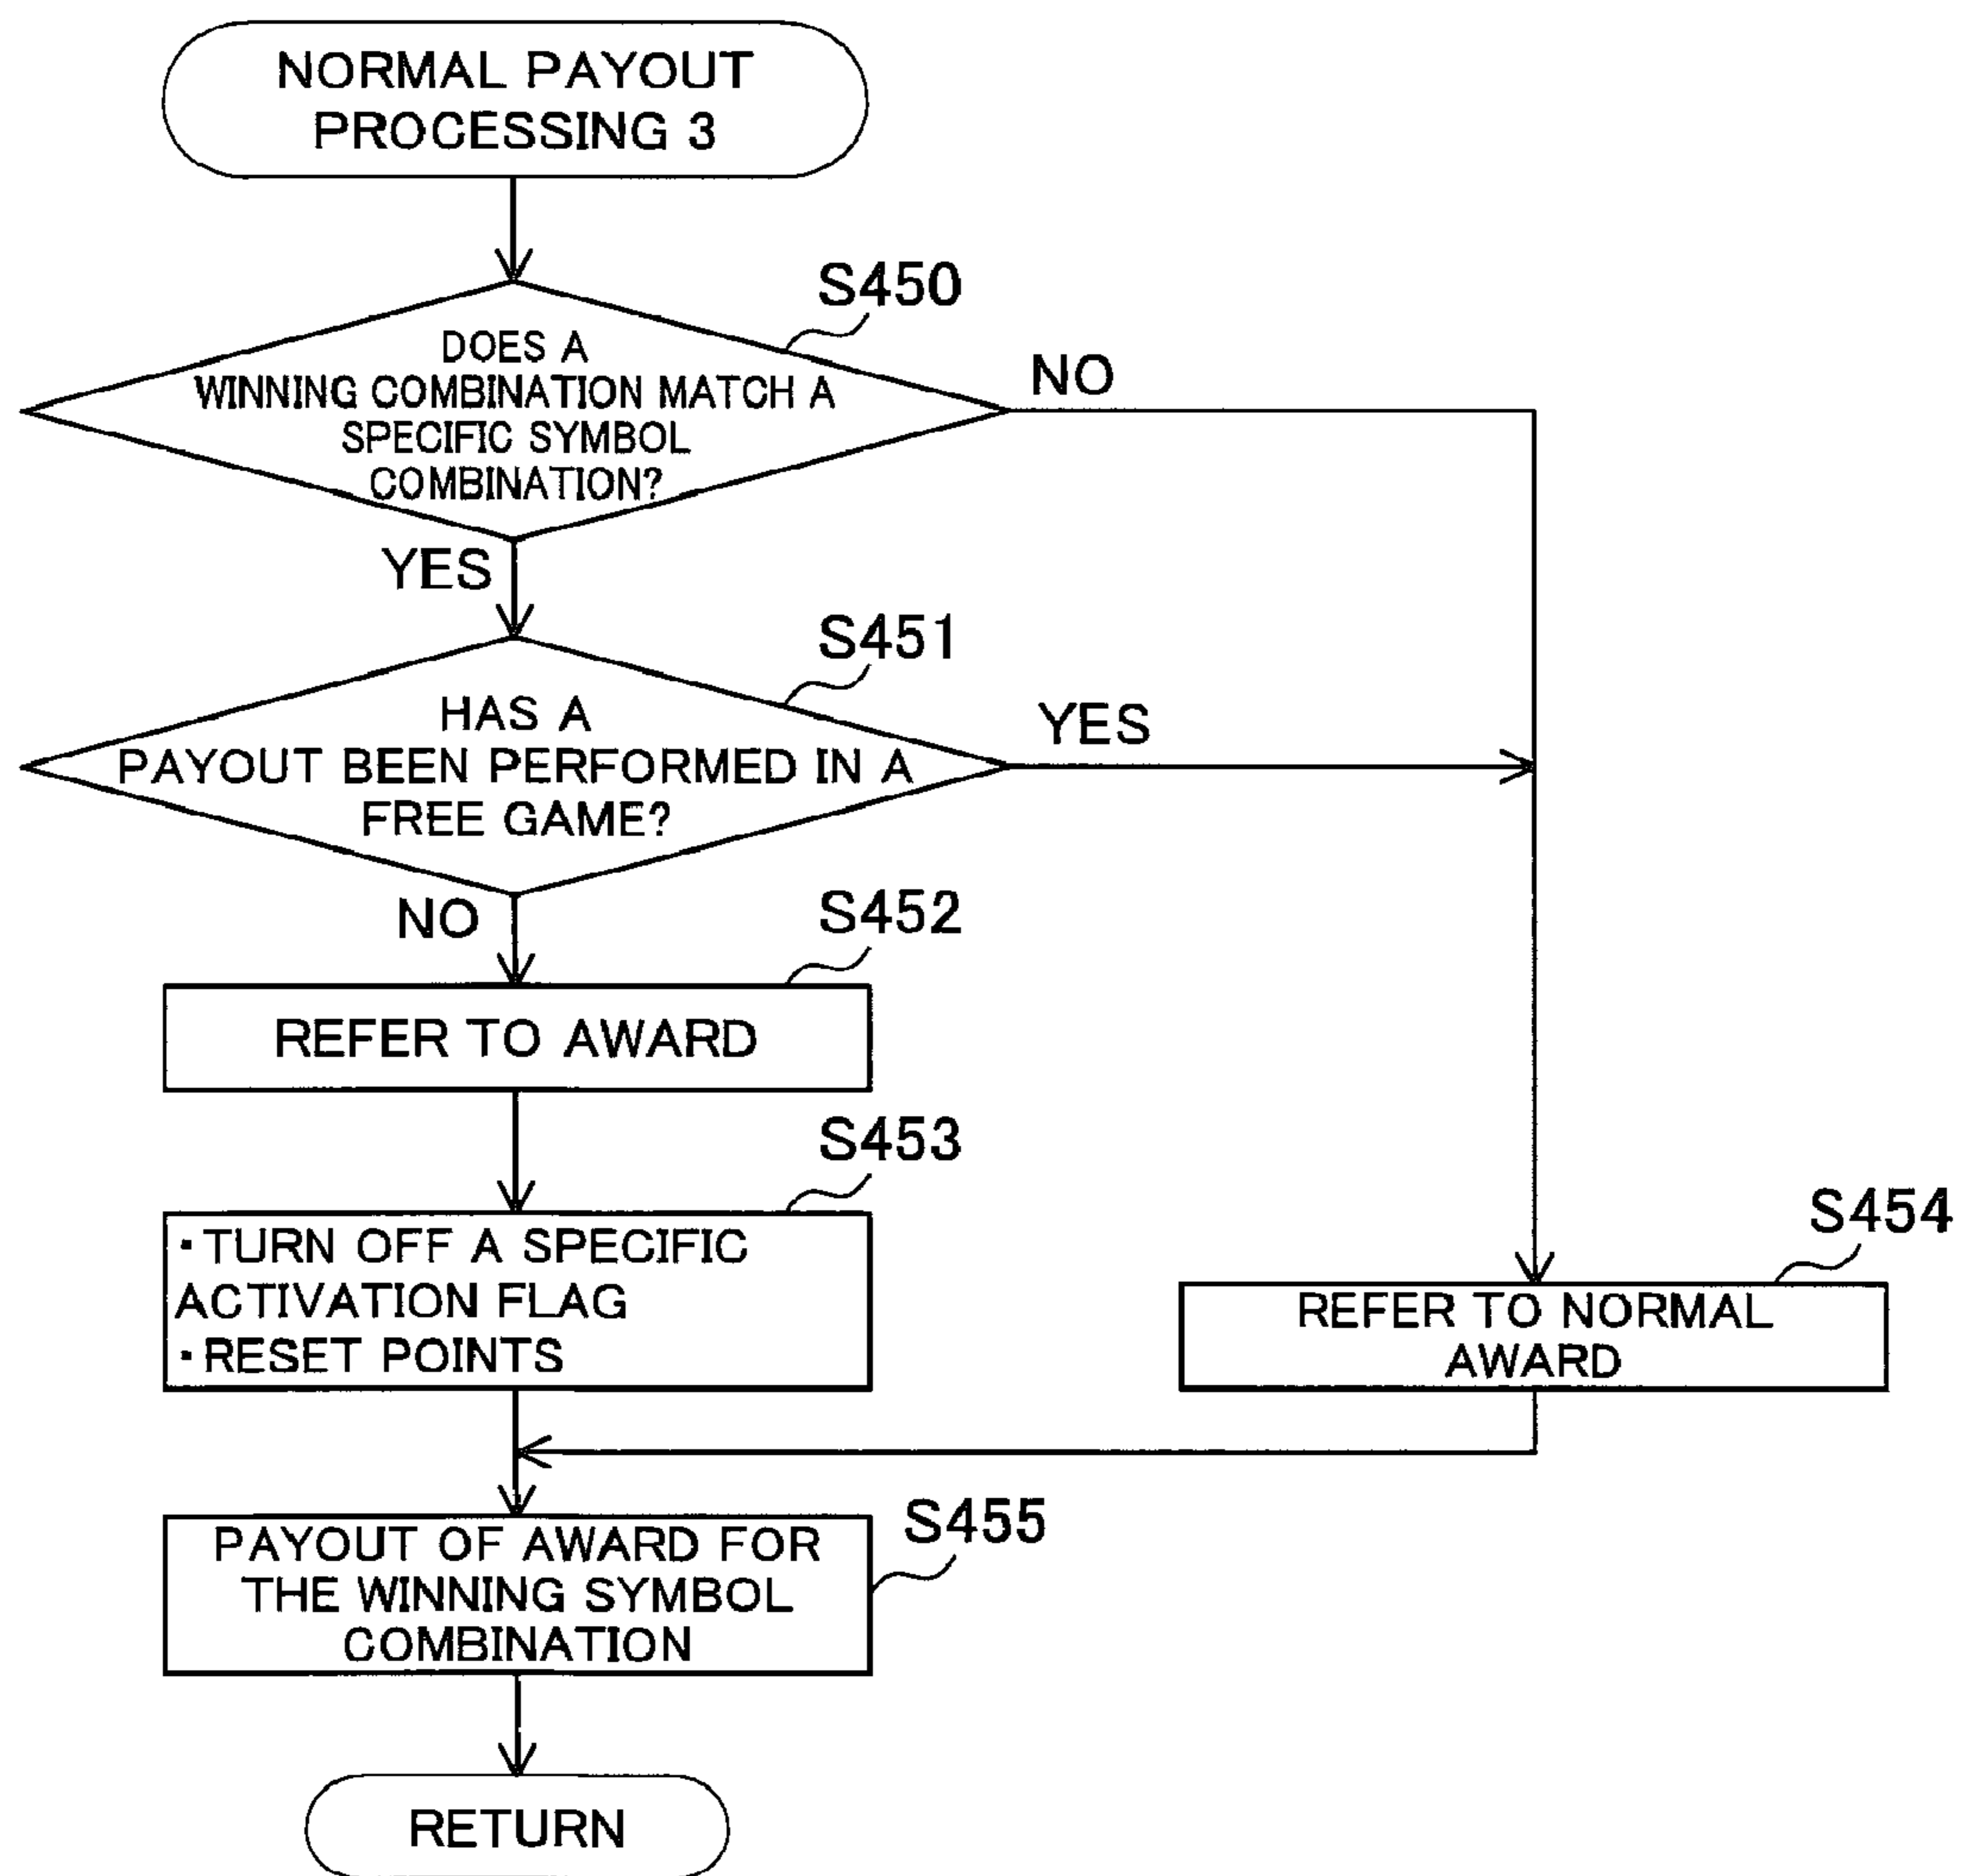 NORMAL PAYOUT
PROCESSING 3
S450
DOES A
WINNING COMBINATION MATCH A
SPECIFIC SYMBOL
COMBINATION?
NO
YES
S451
HAS A
PAYOUT BEEN PERFORMED IN A
FREE GAME?
YES
NO
S452
REFER TO AWARD
S453
・TURN OFF A SPECIFIC
ACTIVATION FLAG
・RESET POINTS
S454
REFER TO NORMAL
AWARD
S455
PAYOUT OF AWARD FOR
THE WINNING SYMBOL
COMBINATION
RETURN